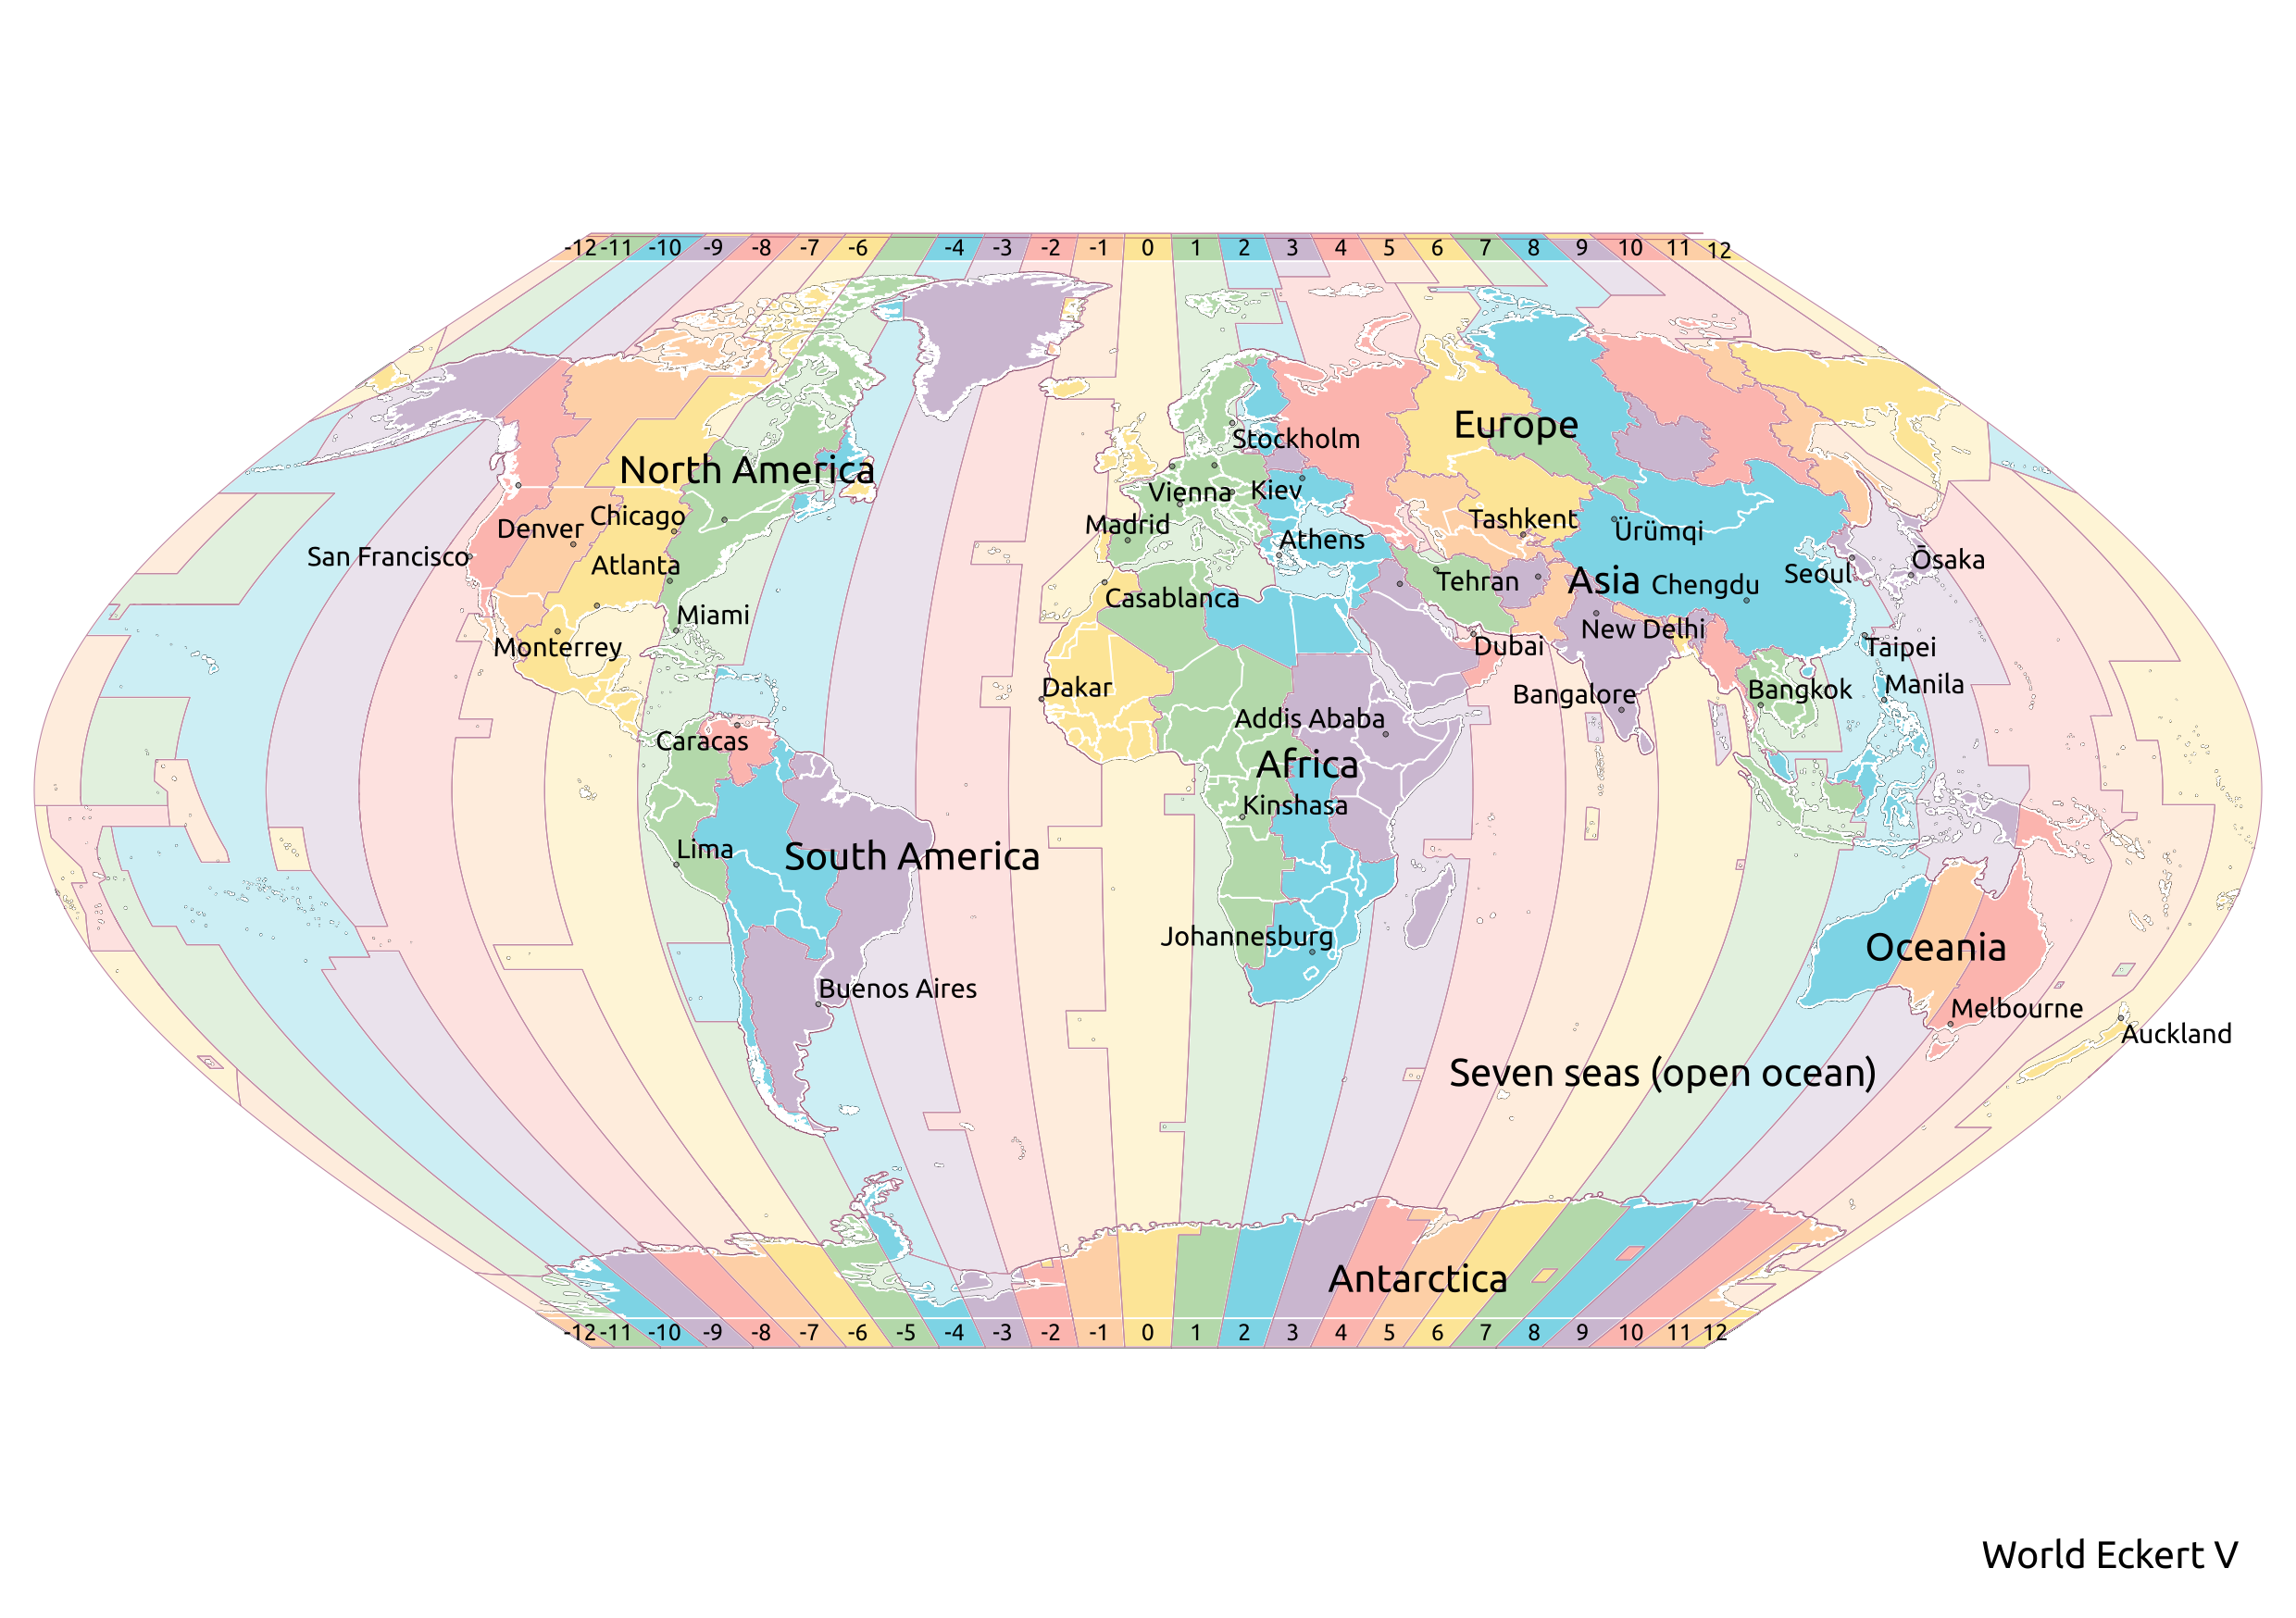 -12 -11 -10 -9 -8 -7 -6 -4 -3 -2 -1 0 1 2 3 4 5 6 7 8 9 10 11 12
Europe
Stockholm
North America
Vienna
Kiev
Chicago
Denver
Madrid
Tashkent
Ürümqi
Athens
San Francisco
Atlanta
Tehran
Asia
Chengdu
Seoul
Ōsaka
Casablanca
Miami
New Delhi
Monterrey
Dubai
Taipei
Dakar
Bangalore
Bangkok
Manila
Addis Ababa
Caracas
Africa
Kinshasa
Lima
South America
Johannesburg
Oceania
Buenos Aires
Melbourne
Auckland
Seven seas (open ocean)
Antarctica
-12 -11 -10 -9 -8 -7 -6 -5 -4 -3 -2 -1 0 1 2 3 4 5 6 7 8 9 10 11 12
World Eckert V